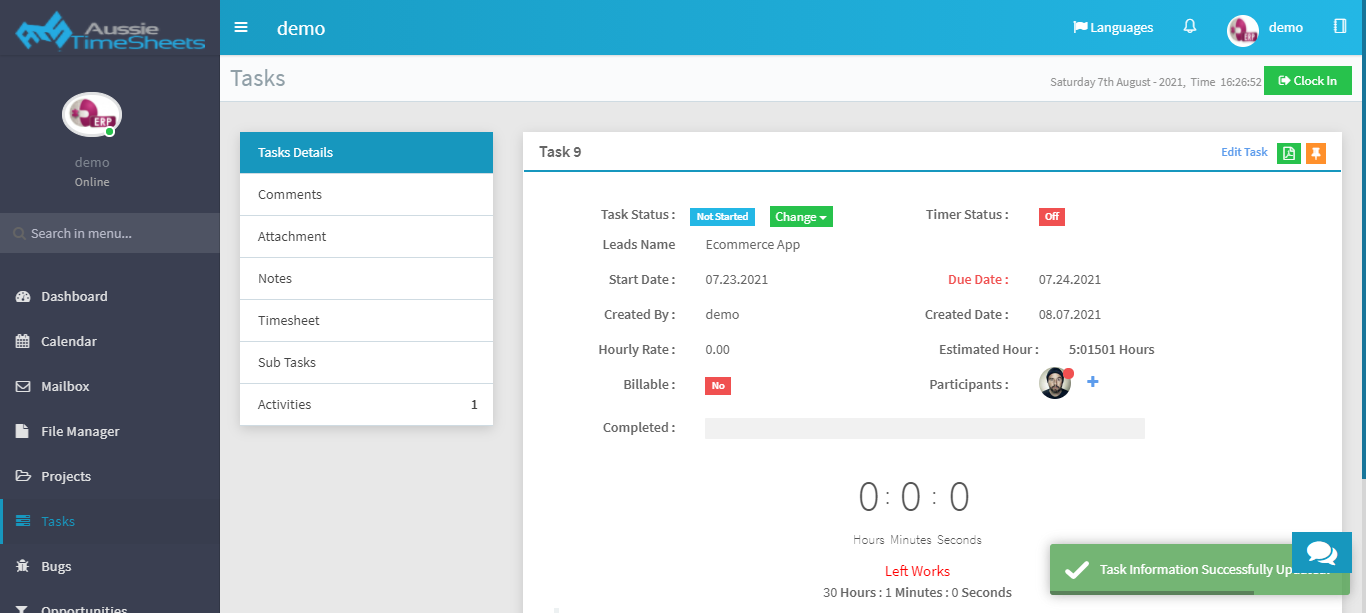 Aussie
TimeSheets
demo
Languages
demo
Tasks
Saturday 7th August - 2021, Time 16:26:52
Clock In
ERP
demo
Online
Search in menu...
Dashboard
Calendar
Mailbox
File Manager
Projects
Tasks
Bugs
Opportunities
Tasks Details
Comments
Attachment
Notes
Timesheet
Sub Tasks
Activities 1
Task 9
Edit Task
Task Status : Not Started Change Timer Status : Off
Leads Name Ecommerce App
Start Date : 07.23.2021 Due Date : 07.24.2021
Created By : demo Created Date : 08.07.2021
Hourly Rate : 0.00 Estimated Hour : 5:01501 Hours
Billable : No Participants :
Completed :
0 : 0 : 0
Hours Minutes Seconds
Left Works
30 Hours : 1 Minutes : 0 Seconds
Task Information Successfully